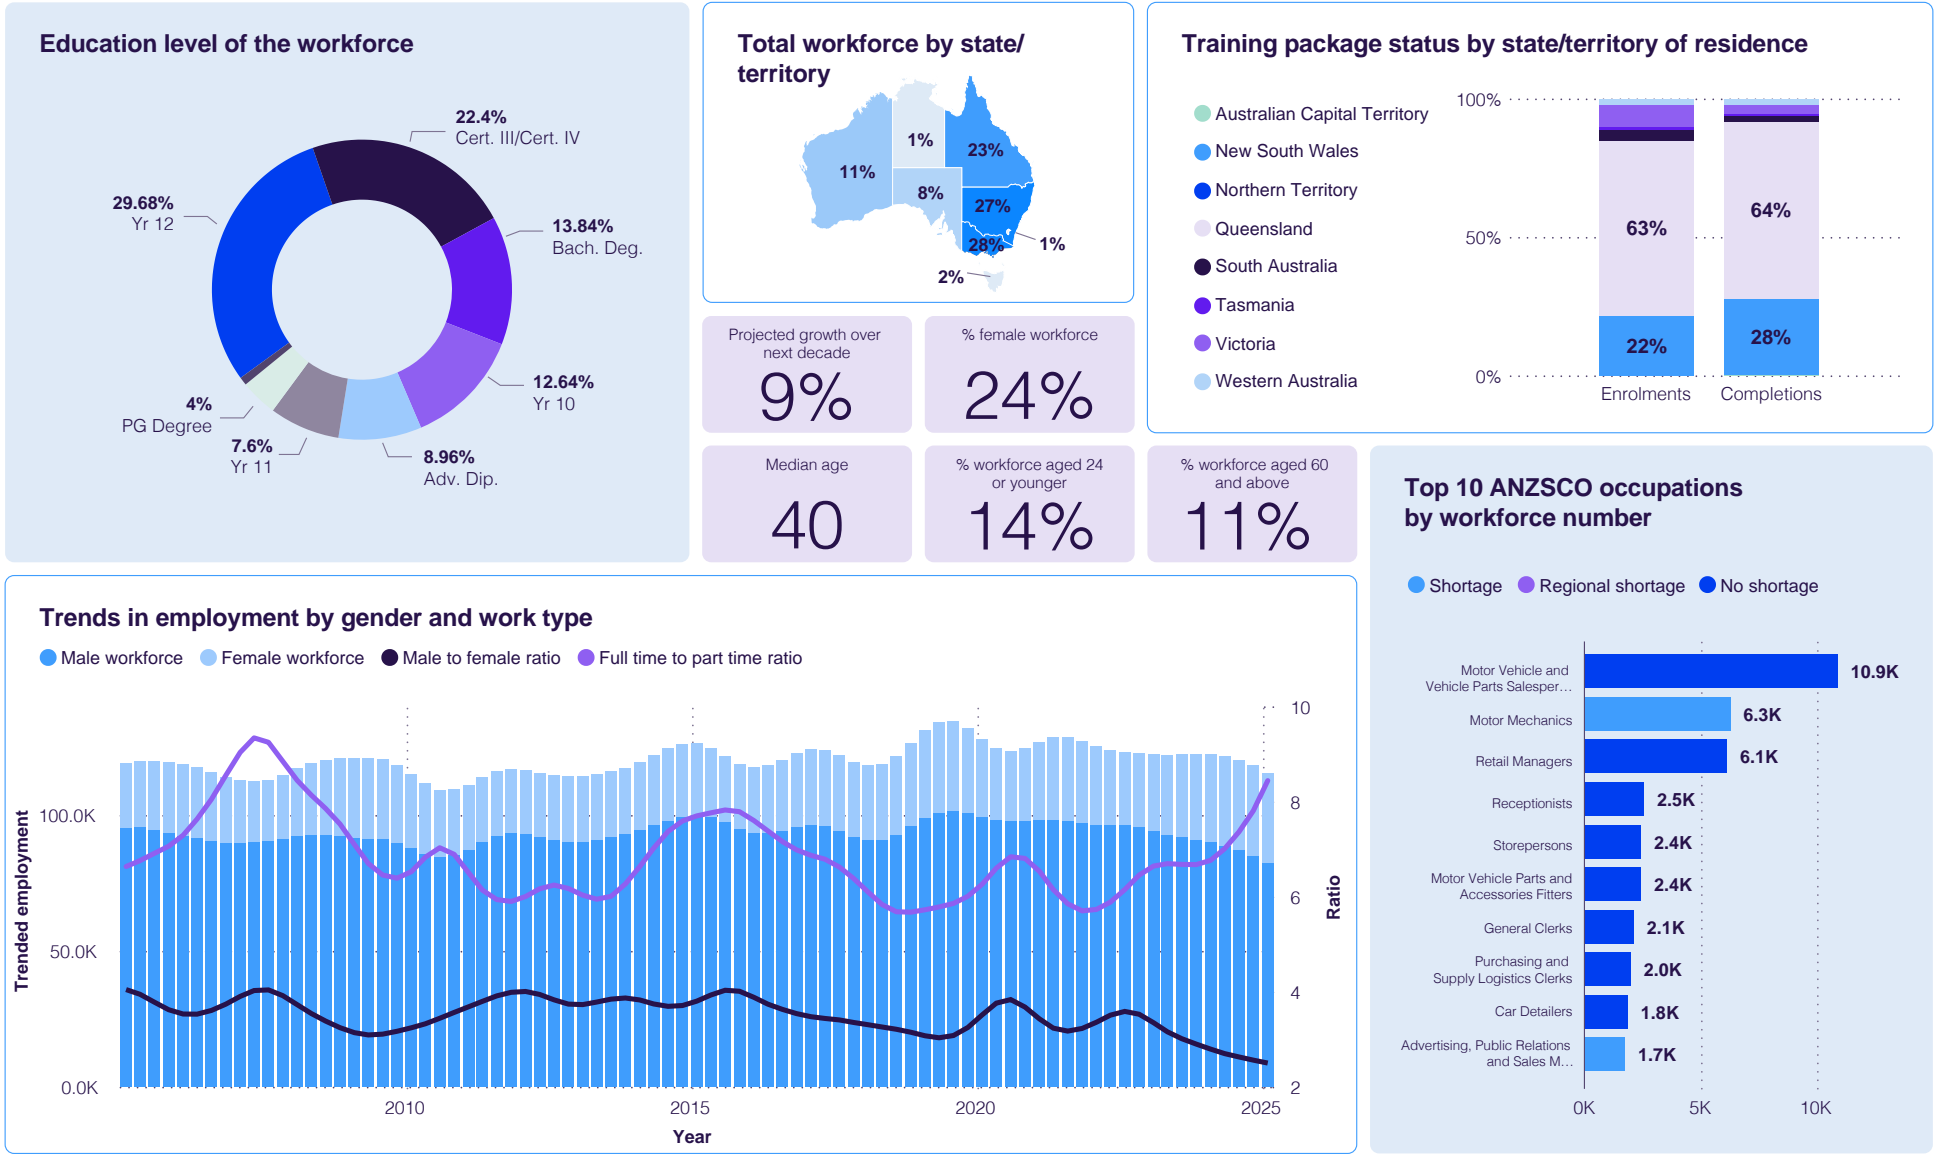 Education level of the workforce
22.4%
Cert. III/Cert. IV
29.68%
Yr 12
13.84%
Bach. Deg.
12.64%
Yr 10
4%
PG Degree
7.6%
Yr 11
8.96%
Adv. Dip.
Total workforce by state/
territory
1%
23%
11%
8%
27%
28%
1%
2%
Training package status by state/territory of residence
Australian Capital Territory
New South Wales
Northern Territory
Queensland
South Australia
Tasmania
Victoria
Western Australia
100%
50%
0%
63%
64%
22%
28%
Enrolments
Completions
Projected growth over
next decade
9%
% female workforce
24%
Median age
40
% workforce aged 24
or younger
14%
% workforce aged 60
and above
11%
Top 10 ANZSCO occupations
by workforce number
Shortage
Regional shortage
No shortage
Motor Vehicle and
Vehicle Parts Salesper…
10.9K
Motor Mechanics
6.3K
Retail Managers
6.1K
Receptionists
2.5K
Storepersons
2.4K
Motor Vehicle Parts and
Accessories Fitters
2.4K
General Clerks
2.1K
Purchasing and
Supply Logistics Clerks
2.0K
Car Detailers
1.8K
Advertising, Public Relations
and Sales M…
1.7K
0K
5K
10K
Trends in employment by gender and work type
Male workforce
Female workforce
Male to female ratio
Full time to part time ratio
Trended employment
100.0K
50.0K
0.0K
10
8
6
4
2
Ratio
2010
2015
2020
2025
Year